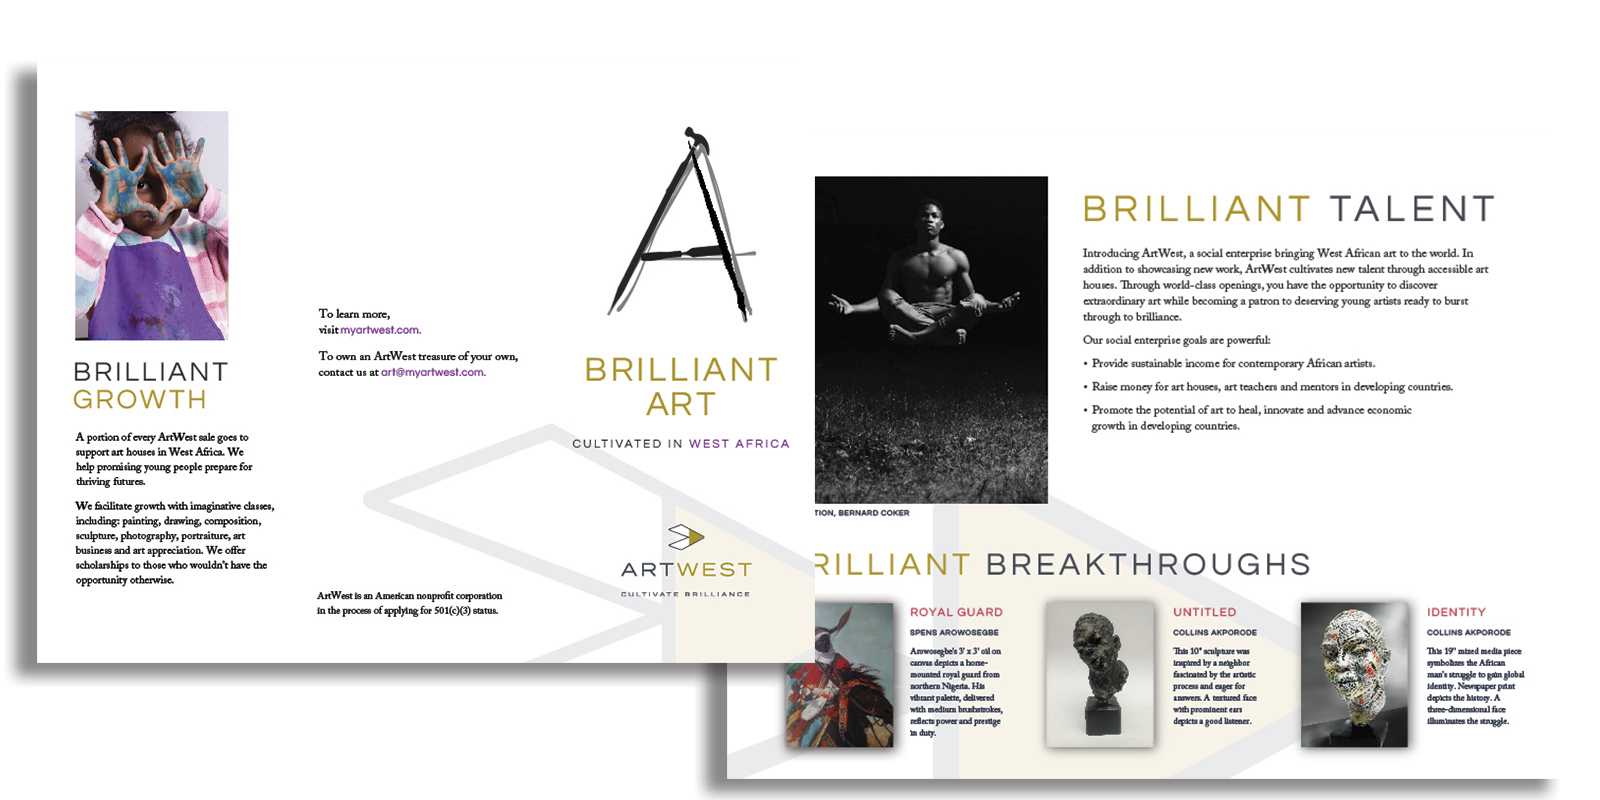 BRILLIANT
GROWTH
A portion of every ArtWest sale goes to
support art houses in West Africa. We
help promising young people prepare for
thriving futures.
We facilitate growth with imaginative classes,
including: painting, drawing, composition,
sculpture, photography, portraiture, art
business and art appreciation. We offer
scholarships to those who wouldn't have the
opportunity otherwise.
To learn more,
visit myartwest.com.
To own an ArtWest treasure of your own,
contact us at art@myartwest.com.
ArtWest is an American nonprofit corporation
in the process of applying for 501(c)(3) status.
A
BRILLIANT
ART
CULTIVATED IN WEST AFRICA
ARTWEST
CULTIVATE BRILLIANCE
TION, BERNARD COKER
BRILLIANT TALENT
Introducing ArtWest, a social enterprise bringing West African art to the world. In
addition to showcasing new work, ArtWest cultivates new talent through accessible art
houses. Through world-class openings, you have the opportunity to discover
extraordinary art while becoming a patron to deserving young artists ready to burst
through to brilliance.
Our social enterprise goals are powerful:
• Provide sustainable income for contemporary African artists.
• Raise money for art houses, art teachers and mentors in developing countries.
• Promote the potential of art to heal, innovate and advance economic
growth in developing countries.
RILLIANT BREAKTHROUGHS
ROYAL GUARD
SPENS AROWOSEGBE
Arowosegbe's 3' x 3' oil on
canvas depicts a horse-
mounted royal guard from
northern Nigeria. His
vibrant palette, delivered
with medium brushstrokes,
reflects power and prestige
in duty.
UNTITLED
COLLINS AKPORODE
This 10" sculpture was
inspired by a neighbor
fascinated by the artistic
process and eager for
answers. A textured face
with prominent ears
depicts a good listener.
IDENTITY
COLLINS AKPORODE
This 19" mixed media piece
symbolizes the African
man's struggle to gain global
identity. Newspaper print
depicts the history. A
three-dimensional face
illuminates the struggle.